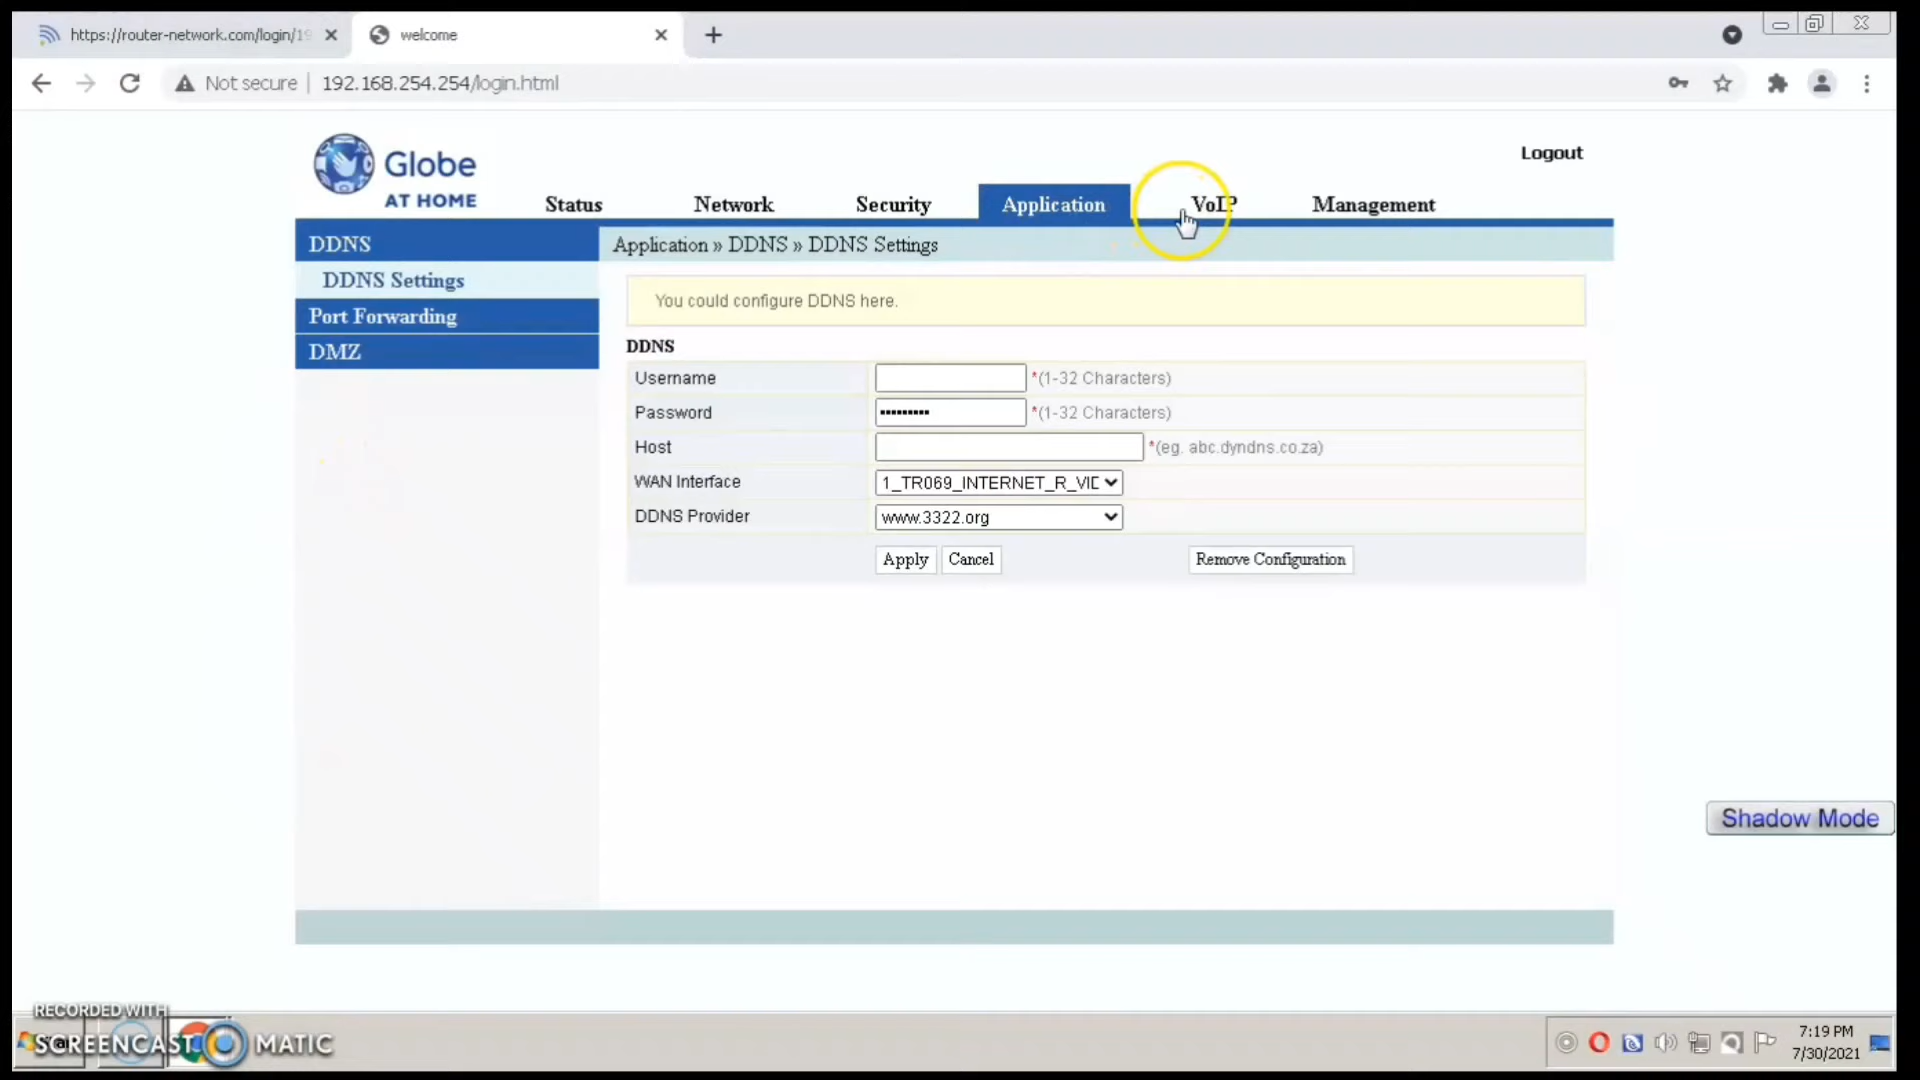 https://router-network.com/login/19
welcome
Not secure | 192.168.254.254/login.html
Globe
AT HOME
Logout
Status Network Security Application VoIP Management
DDNS
Application » DDNS » DDNS Settings
DDNS Settings
Port Forwarding
DMZ
You could configure DDNS here.
DDNS
Username *(1-32 Characters)
Password ••••••••• *(1-32 Characters)
Host *(eg. abc.dyndns.co.za)
WAN Interface 1_TR069_INTERNET_R_VID
DDNS Provider www.3322.org
Apply Cancel Remove Configuration
Shadow Mode
RECORDED WITH
SCREENCAST MATIC
7:19 PM
7/30/2021